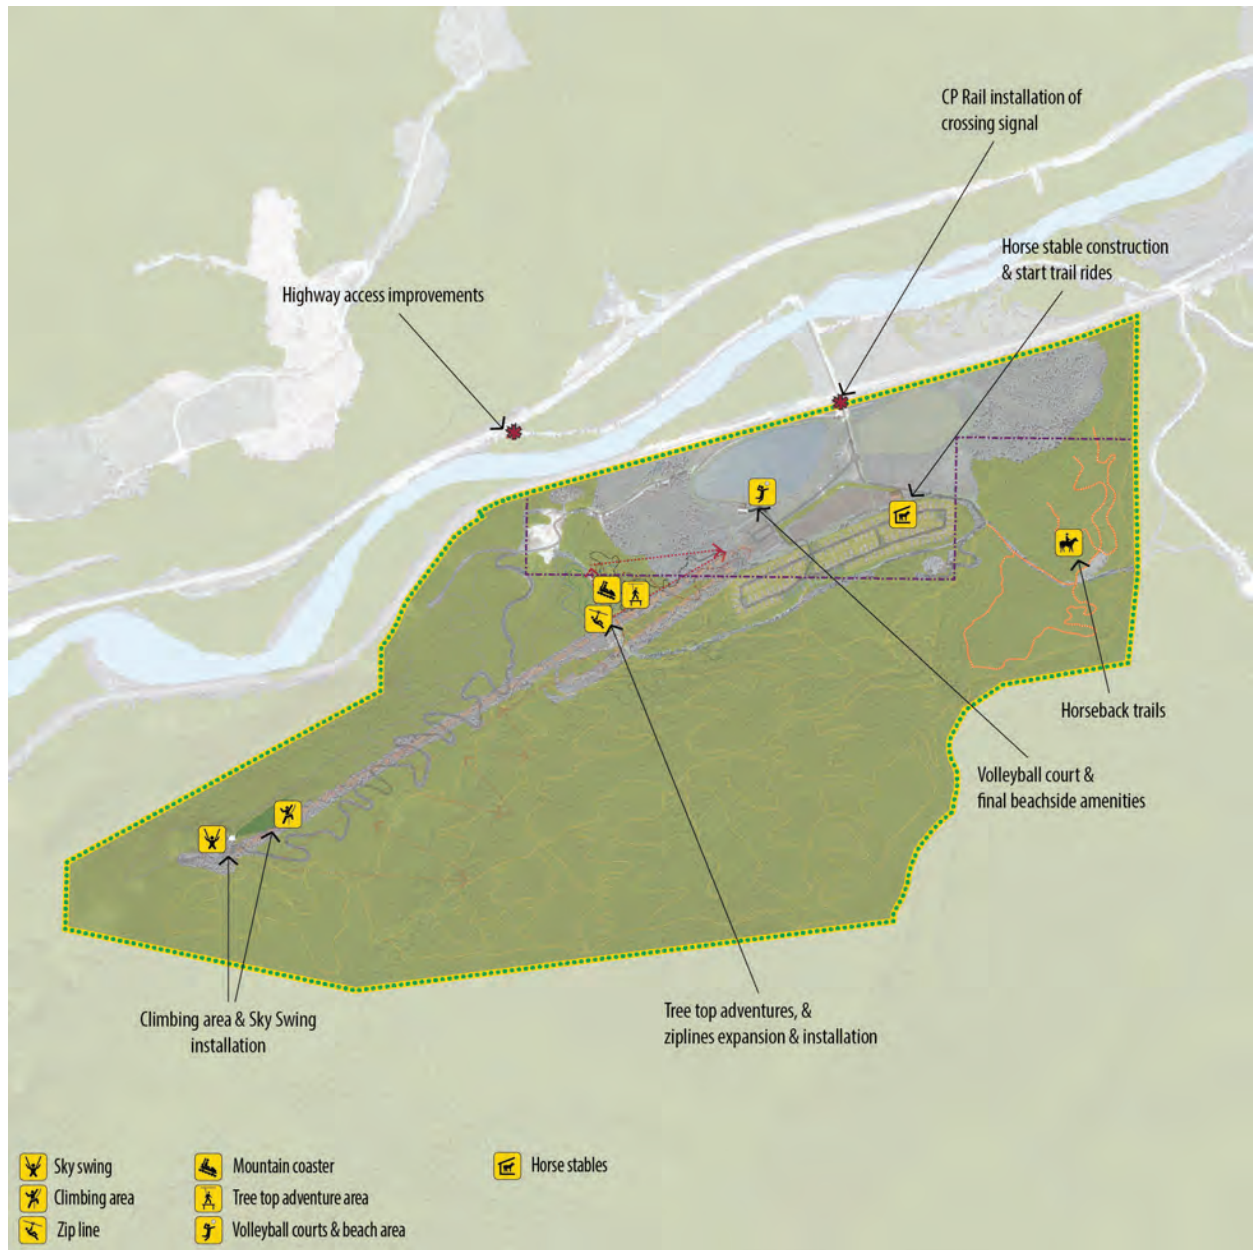 CP Rail installation of
crossing signal
Horse stable construction
& start trail rides
Highway access improvements
Horseback trails
Volleyball court &
final beachside amenities
Tree top adventures, &
ziplines expansion & installation
Climbing area & Sky Swing
installation
Sky swing
Climbing area
Zip line
Mountain coaster
Tree top adventure area
Volleyball courts & beach area
Horse stables